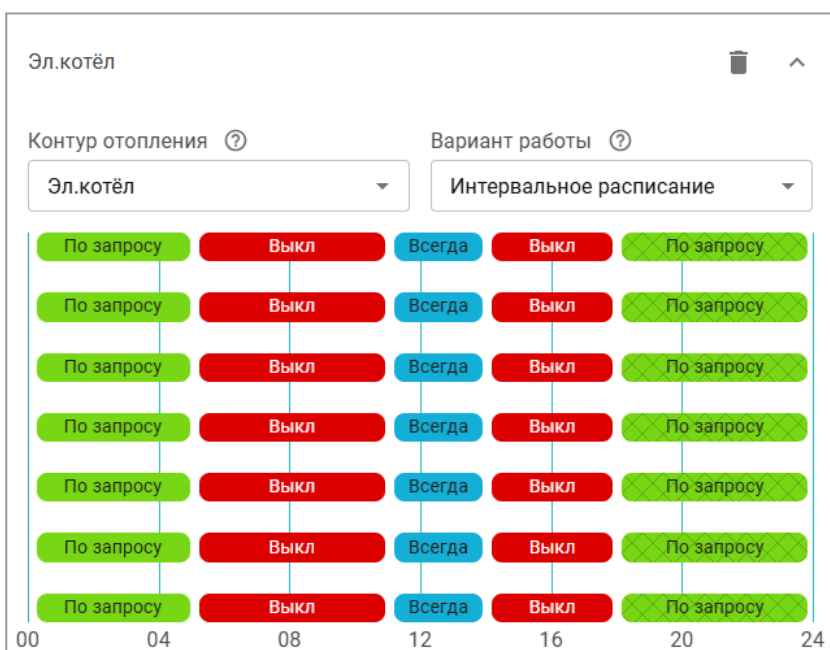 Эл.котёл
Контур отопления ? Вариант работы ?
Эл.котёл Интервальное расписание
По запросу Выкл Всегда Выкл По запросу
По запросу Выкл Всегда Выкл По запросу
По запросу Выкл Всегда Выкл По запросу
По запросу Выкл Всегда Выкл По запросу
По запросу Выкл Всегда Выкл По запросу
По запросу Выкл Всегда Выкл По запросу
По запросу Выкл Всегда Выкл По запросу
00 04 08 12 16 20 24